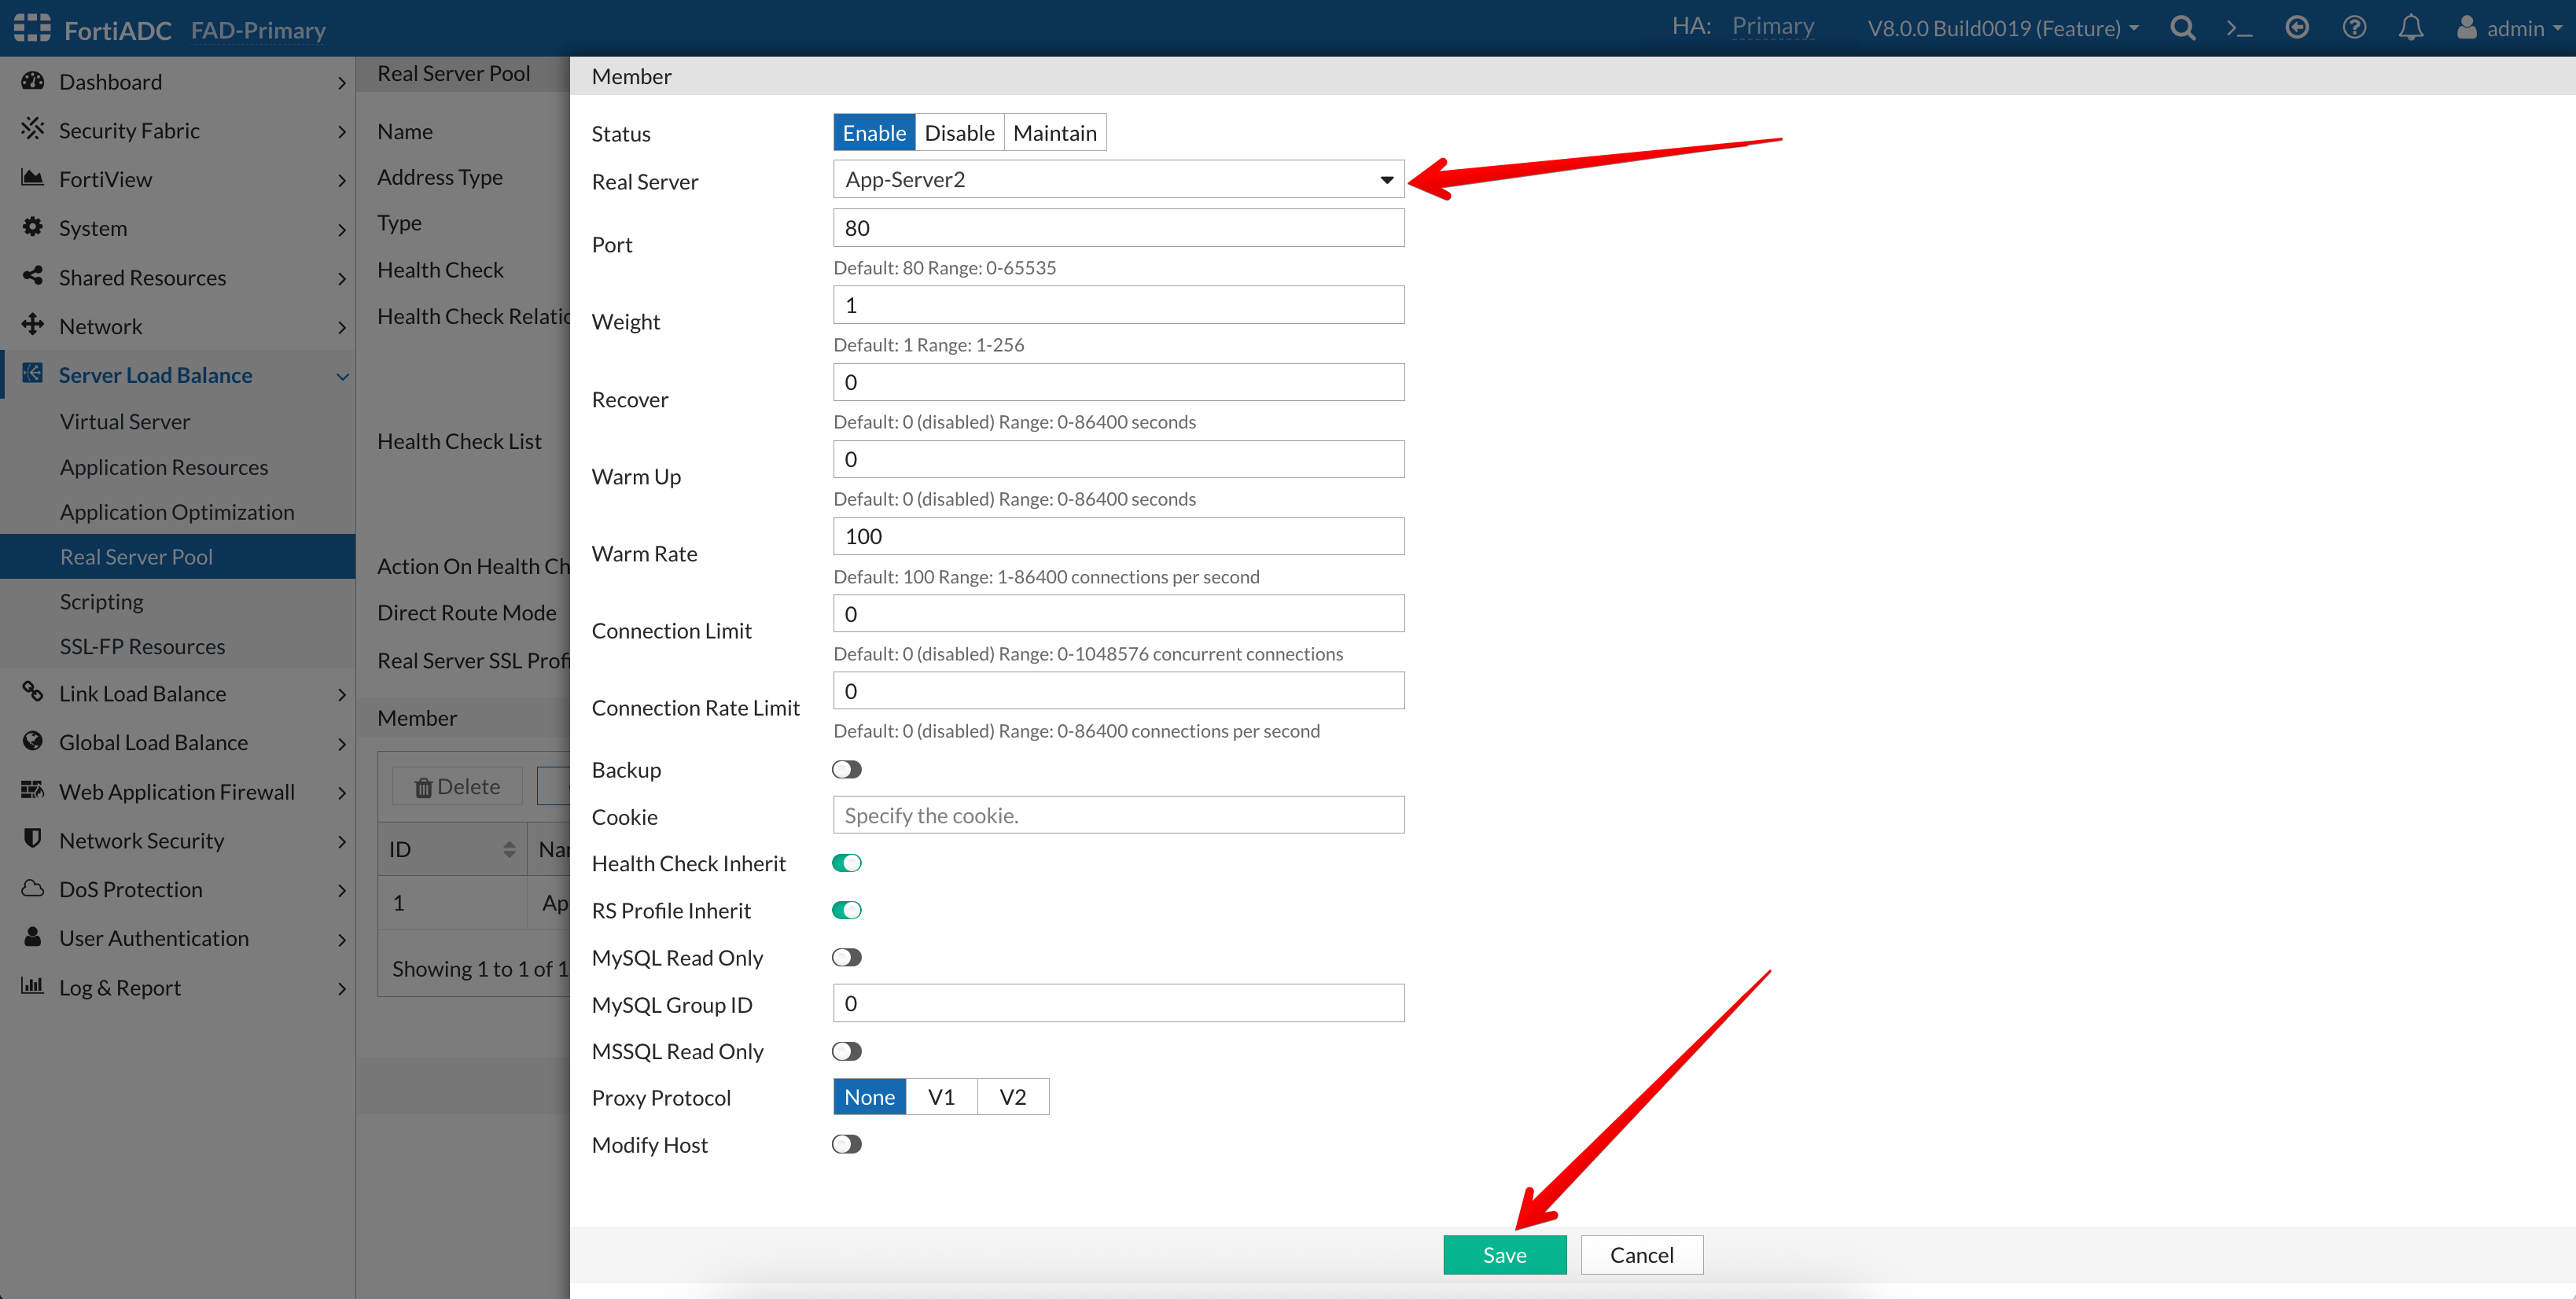 FortiADC FAD-Primary
HA: Primary V8.0.0 Build0019 (Feature) admin
Dashboard
Security Fabric
FortiView
System
Shared Resources
Network
Server Load Balance
Virtual Server
Application Resources
Application Optimization
Real Server Pool
Scripting
SSL-FP Resources
Link Load Balance
Global Load Balance
Web Application Firewall
Network Security
DoS Protection
User Authentication
Log & Report
Real Server Pool
Name
Address Type
Type
Health Check
Health Check Relatio
Health Check List
Action On Health Ch
Direct Route Mode
Real Server SSL Profi
Member
Delete
ID Nar
1 Ap
Showing 1 to 1 of 1
Member
Status Enable Disable Maintain
Real Server App-Server2
Port 80
Default: 80 Range: 0-65535
Weight 1
Default: 1 Range: 1-256
Recover 0
Default: 0 (disabled) Range: 0-86400 seconds
Warm Up 0
Default: 0 (disabled) Range: 0-86400 seconds
Warm Rate 100
Default: 100 Range: 1-86400 connections per second
Connection Limit 0
Default: 0 (disabled) Range: 0-1048576 concurrent connections
Connection Rate Limit 0
Default: 0 (disabled) Range: 0-86400 connections per second
Backup
Cookie Specify the cookie.
Health Check Inherit
RS Profile Inherit
MySQL Read Only
MySQL Group ID 0
MSSQL Read Only
Proxy Protocol None V1 V2
Modify Host
Save Cancel